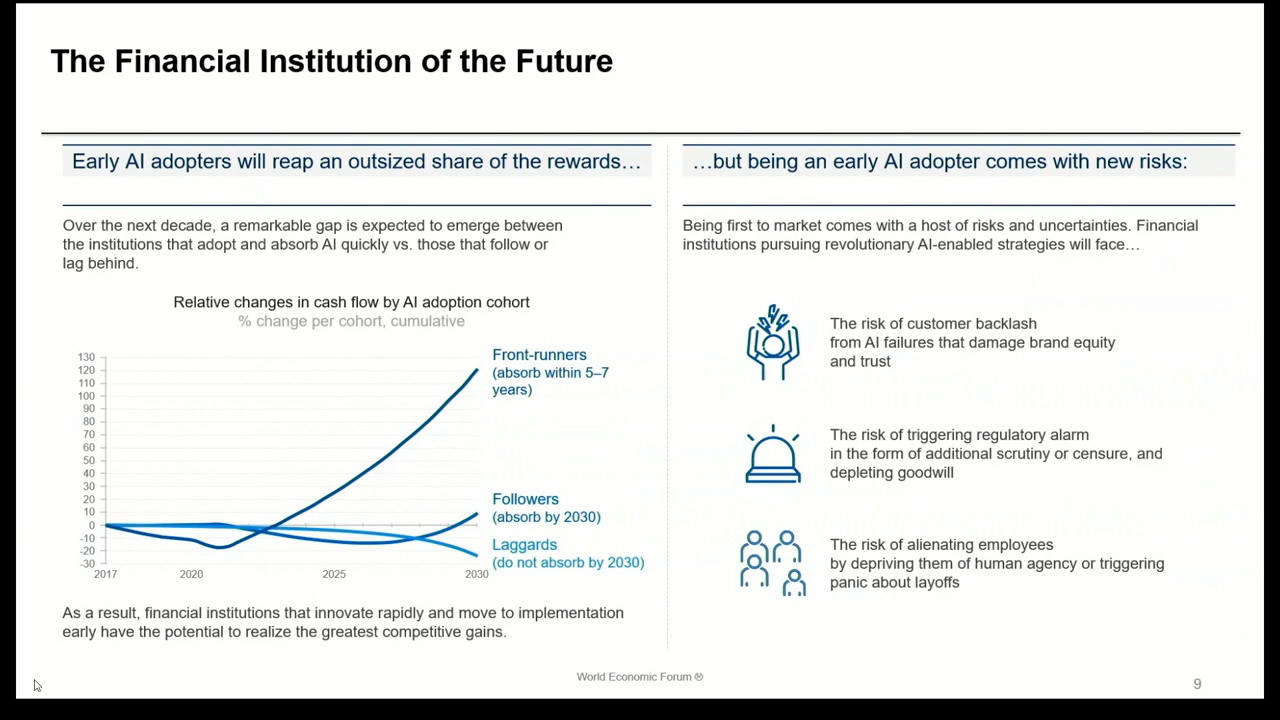 The Financial Institution of the Future
Early AI adopters will reap an outsized share of the rewards…
Over the next decade, a remarkable gap is expected to emerge between
the institutions that adopt and absorb AI quickly vs. those that follow or
lag behind.
Relative changes in cash flow by AI adoption cohort
% change per cohort, cumulative
130
120
110
100
90
80
70
60
50
40
30
20
10
0
-10
-20
-30
2017
2020
2025
2030
Front-runners
(absorb within 5–7
years)
Followers
(absorb by 2030)
Laggards
(do not absorb by 2030)
As a result, financial institutions that innovate rapidly and move to implementation
early have the potential to realize the greatest competitive gains.
…but being an early AI adopter comes with new risks:
Being first to market comes with a host of risks and uncertainties. Financial
institutions pursuing revolutionary AI-enabled strategies will face…
The risk of customer backlash
from AI failures that damage brand equity
and trust
The risk of triggering regulatory alarm
in the form of additional scrutiny or censure, and
depleting goodwill
The risk of alienating employees
by depriving them of human agency or triggering
panic about layoffs
World Economic Forum ®
9